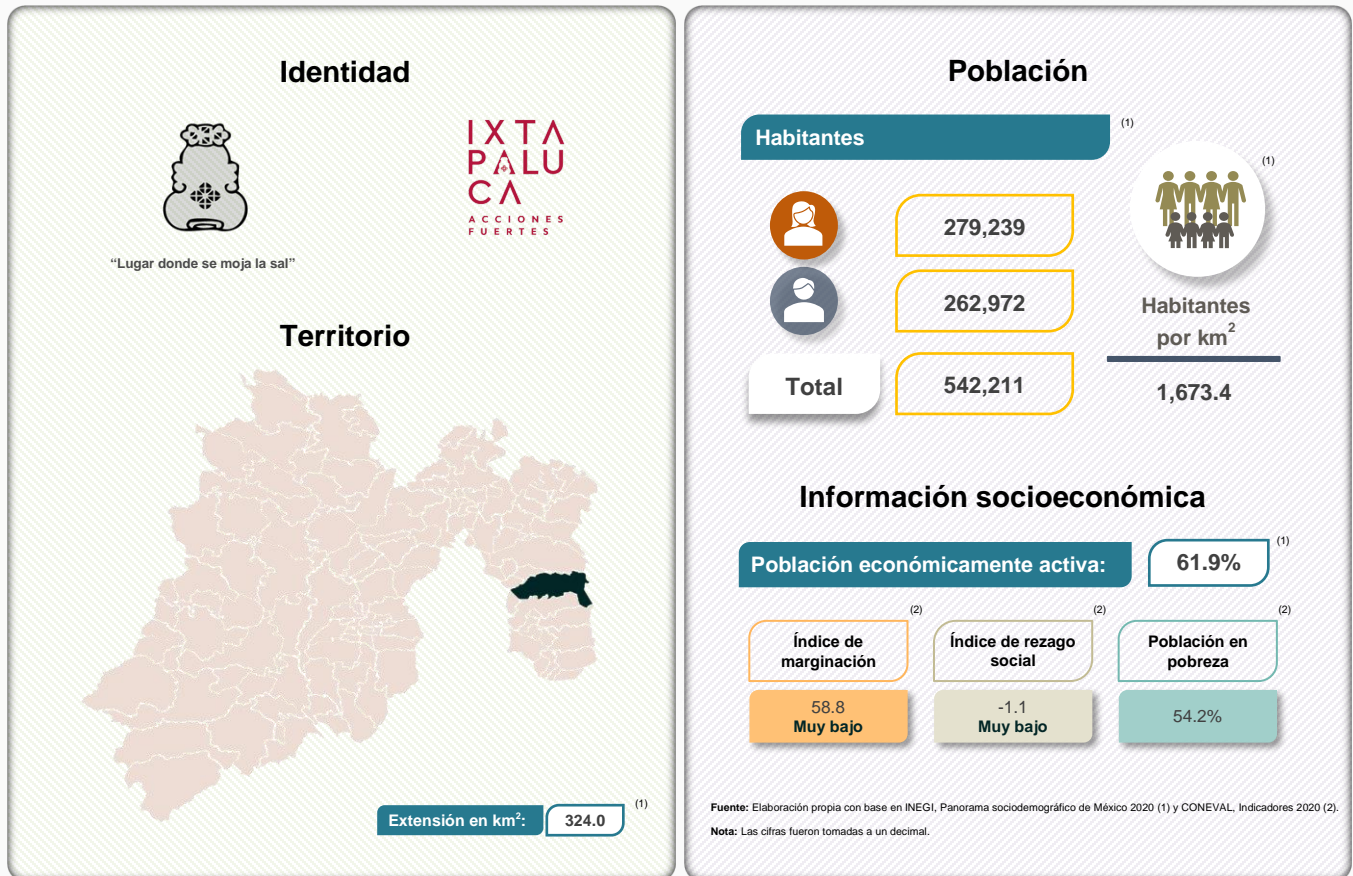 Identidad
IXTA
PALU
CA
ACCIONES
FUERTES
“Lugar donde se moja la sal”
Territorio
Extensión en km²:
324.0
(1)
Población
Habitantes
(1)
279,239
262,972
Total
542,211
(1)
Habitantes
por km²
1,673.4
Información socioeconómica
Población económicamente activa:
61.9%
(1)
(2)
Índice de
marginación
58.8
Muy bajo
(2)
Índice de rezago
social
-1.1
Muy bajo
(2)
Población en
pobreza
54.2%
Fuente: Elaboración propia con base en INEGI, Panorama sociodemográfico de México 2020 (1) y CONEVAL, Indicadores 2020 (2).
Nota: Las cifras fueron tomadas a un decimal.